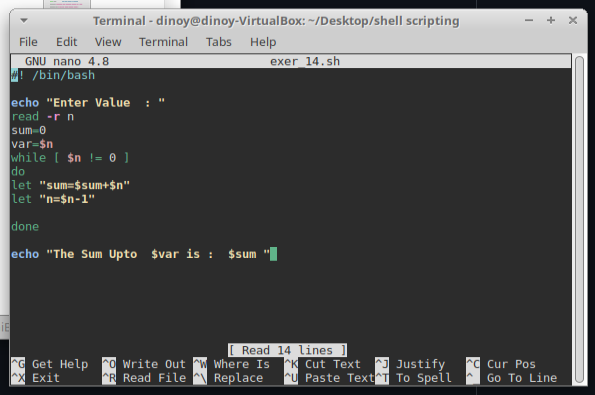 Terminal - dinoy@dinoy-VirtualBox: ~/Desktop/shell scripting
File Edit View Terminal Tabs Help
GNU nano 4.8 exer_14.sh
#! /bin/bash
echo "Enter Value  : "
read -r n
sum=0
var=$n
while [ $n != 0 ]
do
let "sum=$sum+$n"
let "n=$n-1"
done
echo "The Sum Upto  $var is :  $sum "
[ Read 14 lines ]
^G Get Help ^O Write Out ^W Where Is ^K Cut Text ^J Justify ^C Cur Pos
^X Exit ^R Read File ^\ Replace ^U Paste Text ^T To Spell ^_ Go To Line